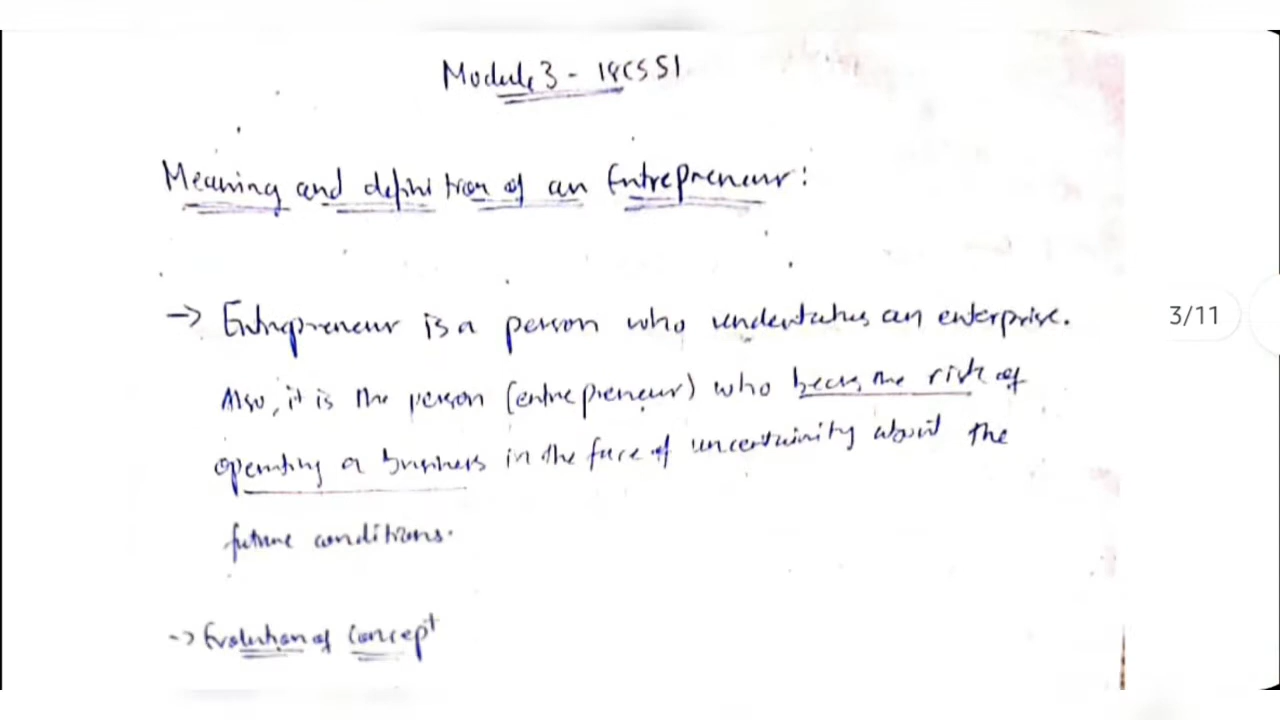 Module 3 - 18CS51
Meaning and definition of an Entrepreneur:
→ Entrepreneur is a person who undertakes an enterprise.
Also, it is the person (entrepreneur) who bears the risk of
operating a business in the face of uncertuinity about the
future conditions.
3/11
→ Evolution of Concept